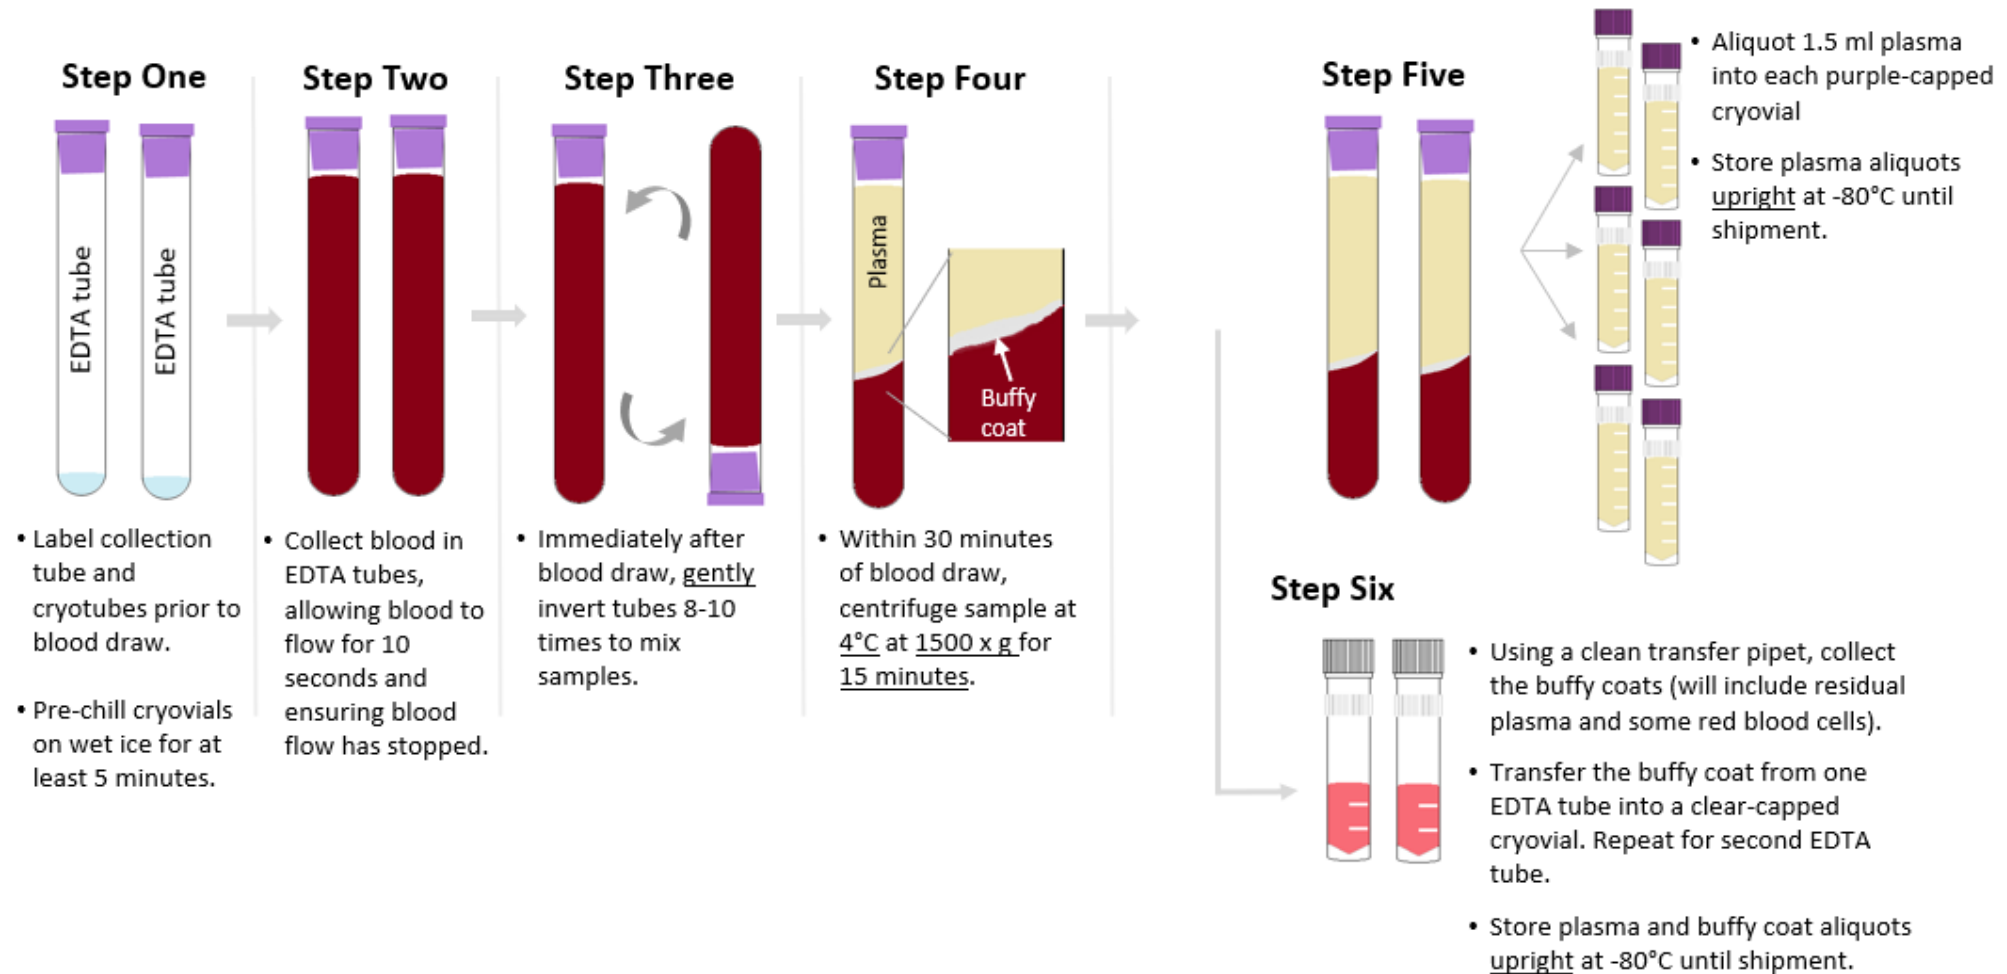 Step One
EDTA tube
EDTA tube
• Label collection
tube and
cryotubes prior to
blood draw.
• Pre-chill cryovials
on wet ice for at
least 5 minutes.
Step Two
• Collect blood in
EDTA tubes,
allowing blood to
flow for 10
seconds and
ensuring blood
flow has stopped.
Step Three
• Immediately after
blood draw, gently
invert tubes 8-10
times to mix
samples.
Step Four
Plasma
Buffy
coat
• Within 30 minutes
of blood draw,
centrifuge sample at
4°C at 1500 x g for
15 minutes.
Step Five
• Aliquot 1.5 ml plasma
into each purple-capped
cryovial
• Store plasma aliquots
upright at -80°C until
shipment.
Step Six
• Using a clean transfer pipet, collect
the buffy coats (will include residual
plasma and some red blood cells).
• Transfer the buffy coat from one
EDTA tube into a clear-capped
cryovial. Repeat for second EDTA
tube.
• Store plasma and buffy coat aliquots
upright at -80°C until shipment.